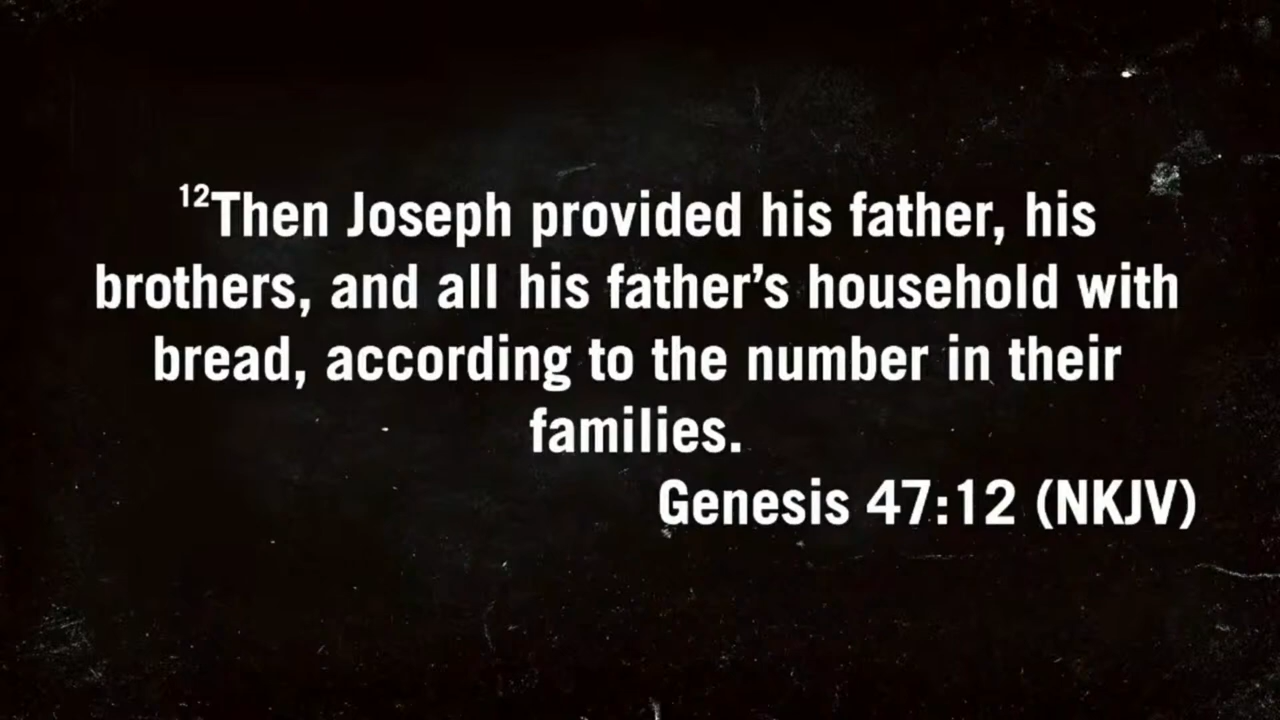 ¹²Then Joseph provided his father, his
brothers, and all his father’s household with
bread, according to the number in their
families.
Genesis 47:12 (NKJV)